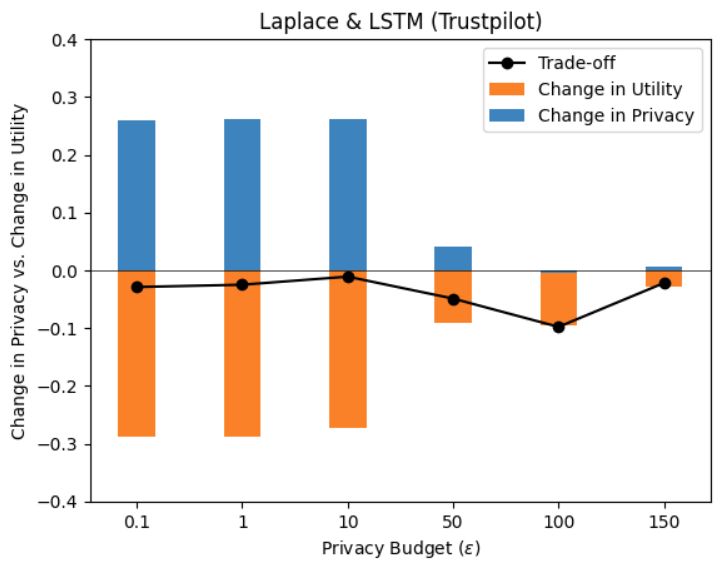 Laplace & LSTM (Trustpilot)
Trade-off
Change in Utility
Change in Privacy
Change in Privacy vs. Change in Utility
0.4
0.3
0.2
0.1
0.0
−0.1
−0.2
−0.3
−0.4
0.1 1 10 50 100 150
Privacy Budget (ε)